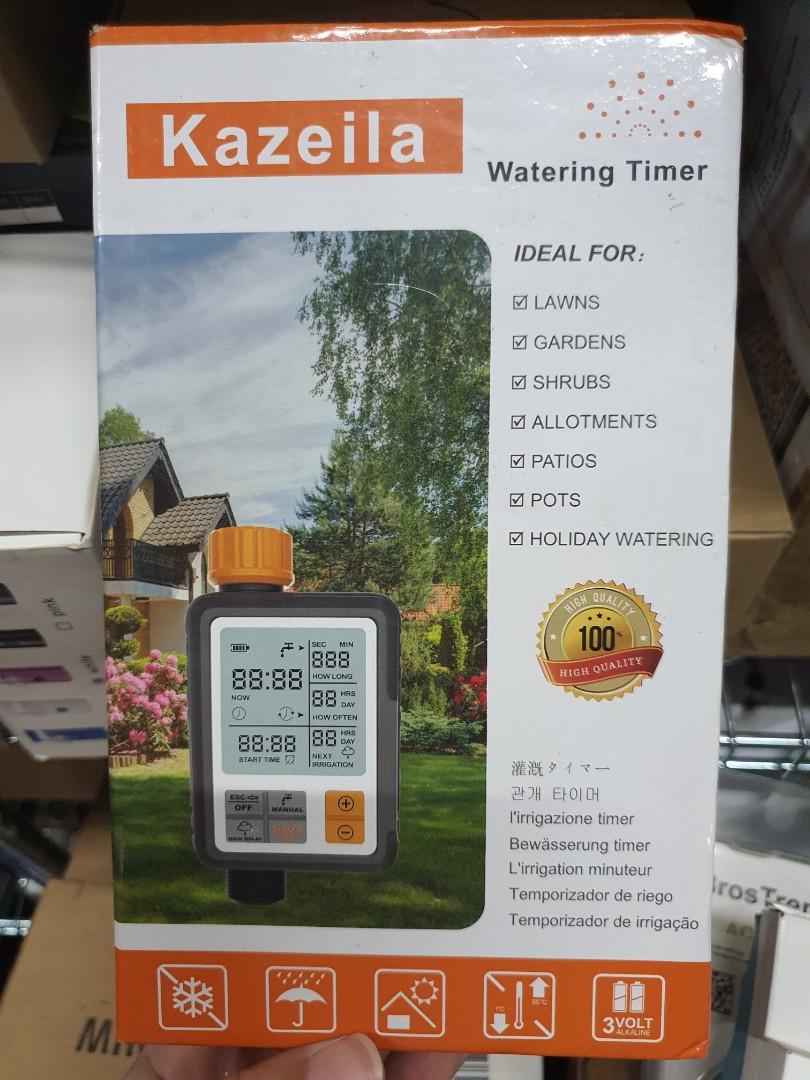 Kazeila
Watering Timer
IDEAL FOR:
☑ LAWNS
☑ GARDENS
☑ SHRUBS
☑ ALLOTMENTS
☑ PATIOS
☑ POTS
☑ HOLIDAY WATERING
HIGH QUALITY
100%
HIGH QUALITY
SEC MIN
888
HOW LONG
88:88
NOW
88 HRS
DAY
HOW OFTEN
88:88
START TIME
88 HRS
DAY
NEXT
IRRIGATION
ESC
OFF
MANUAL
RAIN DELAY
+
−
灌漑タイマー
관개 타이머
l'irrigazione timer
Bewässerung timer
L'irrigation minuteur
Temporizador de riego
Temporizador de irrigação
1°C
50°C
3VOLT
ALKALINE
pink